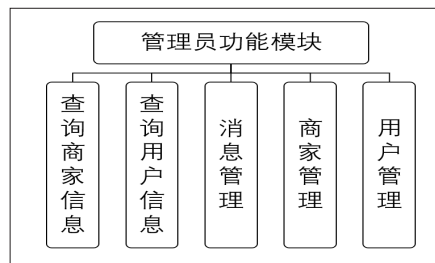 管理员功能模块
查询商家信息
查询用户信息
消息管理
商家管理
用户管理